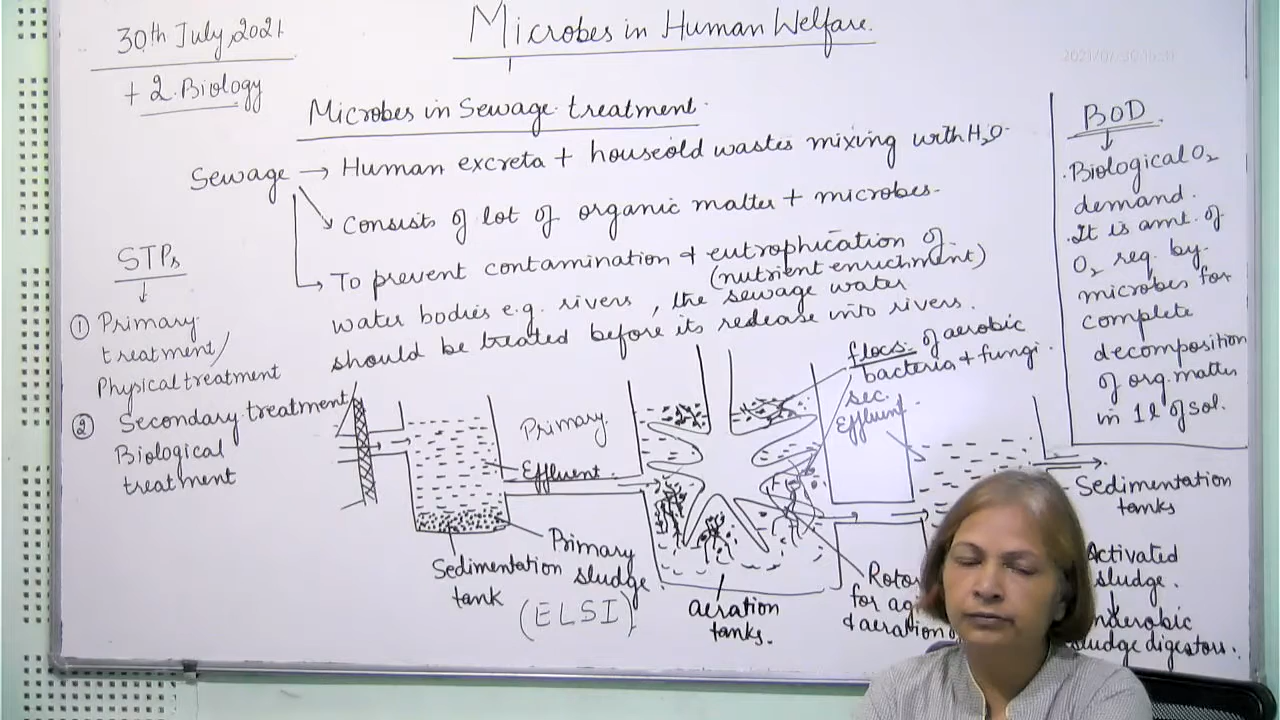 30th July, 2021
+2 Biology
Microbes in Human Welfare.
Microbes in Sewage treatment.
Sewage → Human excreta + houseold wastes mixing with H2O.
Consists of lot of organic matter + microbes.
To prevent contamination & eutrophication of
(nutrient enrichment)
water bodies e.g. rivers, the sewage water
should be treated before its redease into rivers.
STPs
① Primary
treatment/
Physical treatment
② Secondary treatment
Biological
treatment
BOD
Biological O2
demand.
It is amt. of
O2 req. by
microbes for
complete
decomposition
of org. matter
in 1l of sol.
flocs of aerobic
bacteria + fungi.
Primary
Effluent
sec.
Effluent
Sedimentation
tanks
Primary
sludge
Sedimentation
tank
(ELSI)
aeration
tanks.
Roto
for ag
& aeration
Activated
sludge.
sludge digestors.